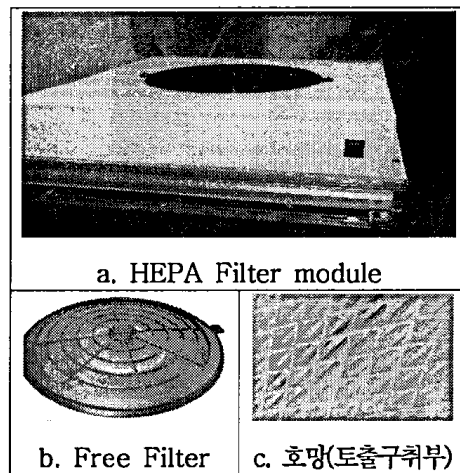 a. HEPA Filter module
b. Free Filter
c. 호망(토출구취부)